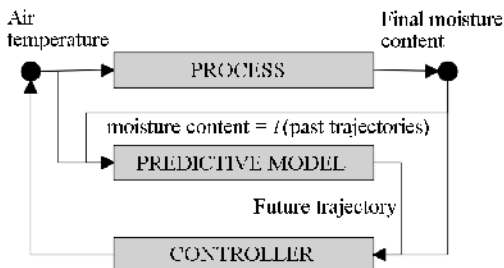 Air
temperature
Final moisture
content
PROCESS
moisture content = f(past trajectories)
PREDICTIVE MODEL
Future trajectory
CONTROLLER